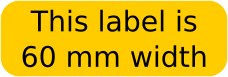 This label is
60 mm width